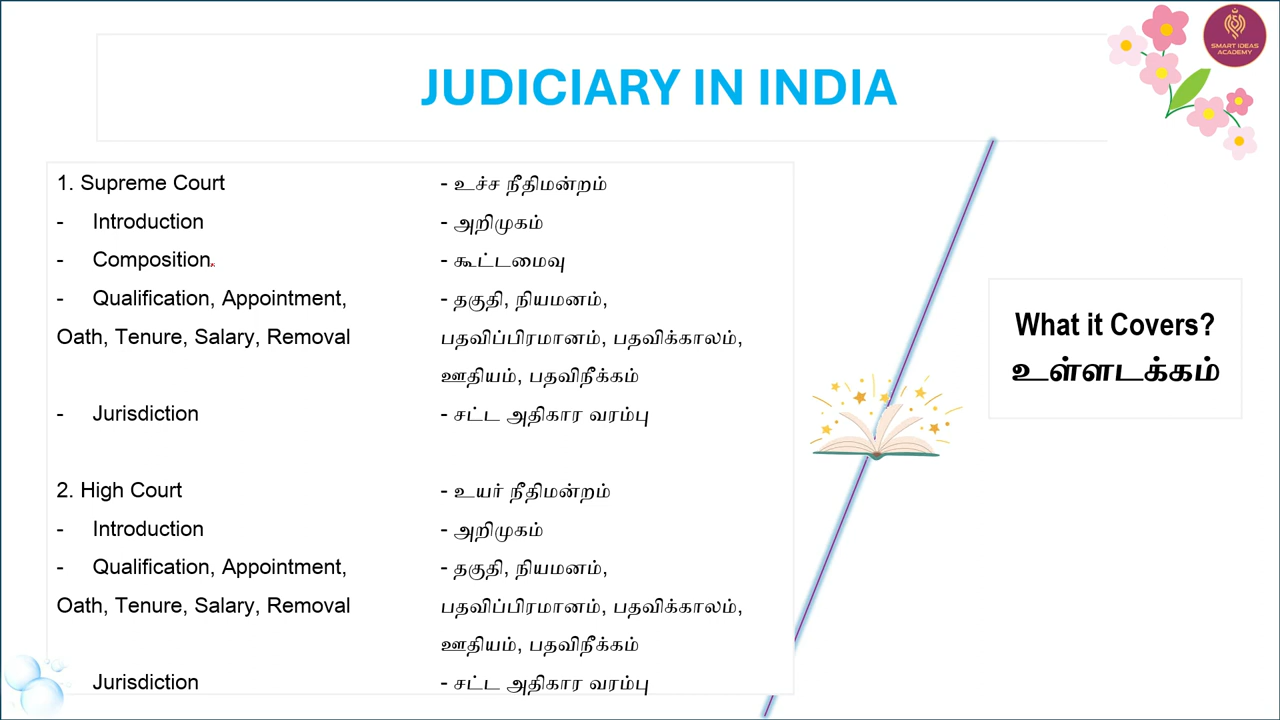 SMART IDEAS
ACADEMY
JUDICIARY IN INDIA
1. Supreme Court - உச்ச நீதிமன்றம்
- Introduction - அறிமுகம்
- Composition - கூட்டமைவு
- Qualification, Appointment, - தகுதி, நியமனம்,
Oath, Tenure, Salary, Removal பதவிப்பிரமானம், பதவிக்காலம்,
ஊதியம், பதவிநீக்கம்
- Jurisdiction - சட்ட அதிகார வரம்பு
2. High Court - உயர் நீதிமன்றம்
- Introduction - அறிமுகம்
- Qualification, Appointment, - தகுதி, நியமனம்,
Oath, Tenure, Salary, Removal பதவிப்பிரமானம், பதவிக்காலம்,
ஊதியம், பதவிநீக்கம்
Jurisdiction - சட்ட அதிகார வரம்பு
What it Covers?
உள்ளடக்கம்